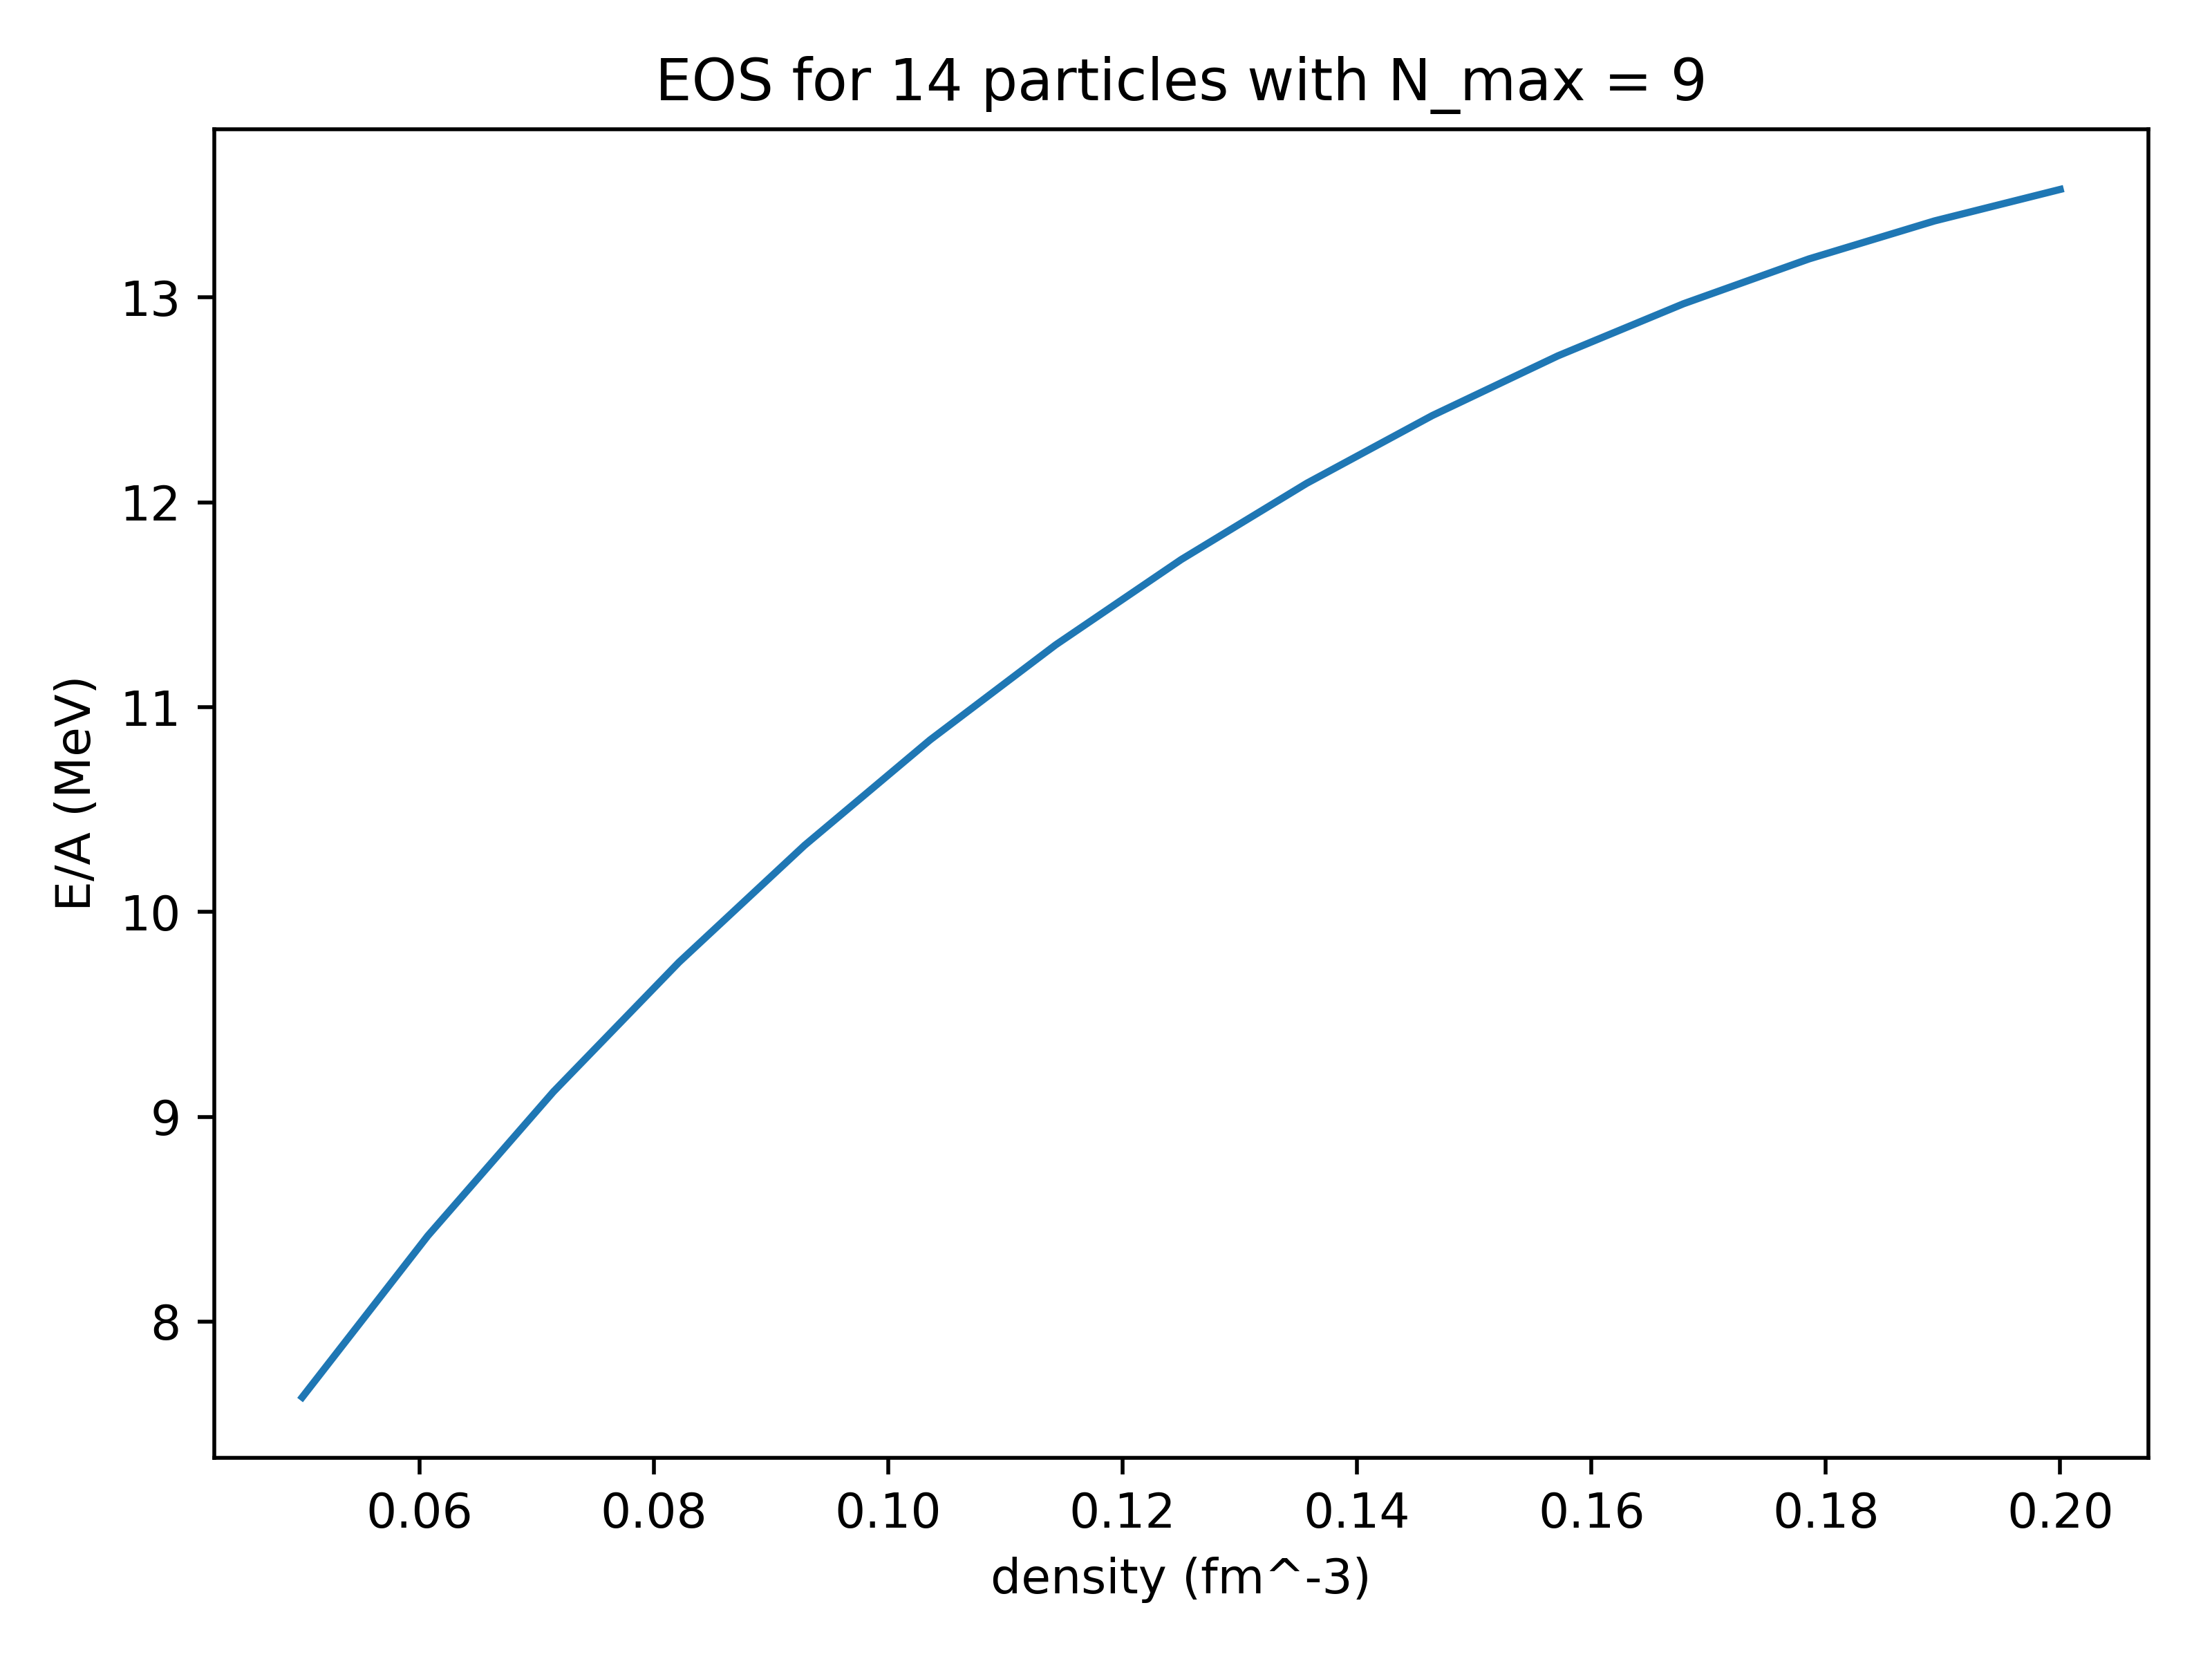 EOS for 14 particles with N_max = 9
13
12
11
10
9
8
E/A (MeV)
0.06 0.08 0.10 0.12 0.14 0.16 0.18 0.20
density (fm^-3)